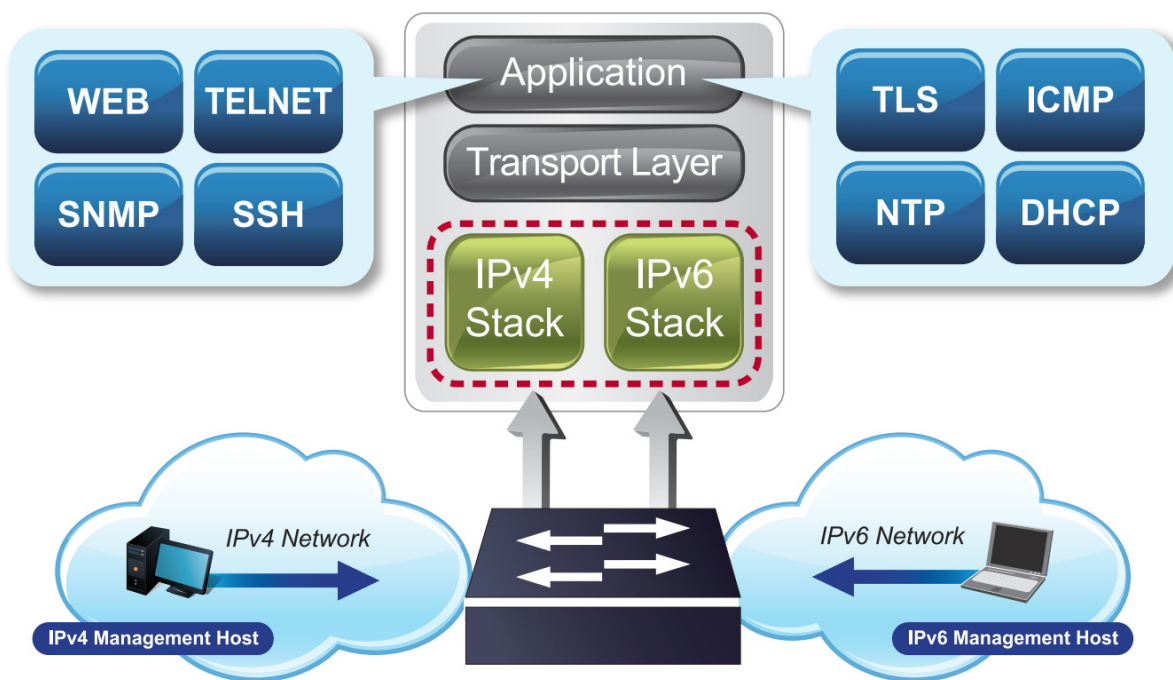 WEB
TELNET
SNMP
SSH
Application
Transport Layer
IPv4
Stack
IPv6
Stack
TLS
ICMP
NTP
DHCP
IPv4 Network
IPv4 Management Host
IPv6 Network
IPv6 Management Host